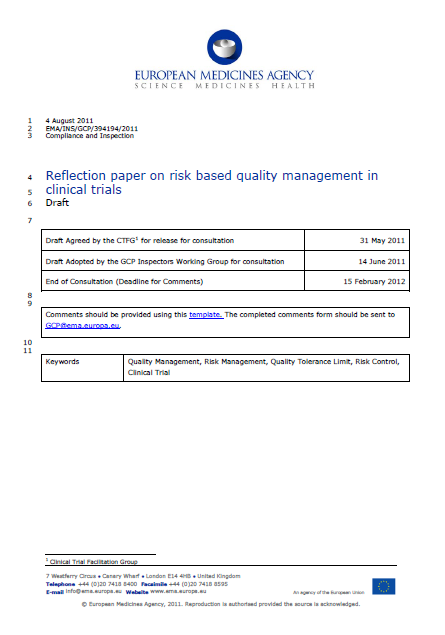 EUROPEAN MEDICINES AGENCY
SCIENCE MEDICINES HEALTH
1 4 August 2011
2 EMA/INS/GCP/394194/2011
3 Compliance and Inspection
4 Reflection paper on risk based quality management in
5 clinical trials
6 Draft
7
Draft Agreed by the CTFG1 for release for consultation 31 May 2011
Draft Adopted by the GCP Inspectors Working Group for consultation 14 June 2011
End of Consultation (Deadline for Comments) 15 February 2012
8
9
Comments should be provided using this template. The completed comments form should be sent to
GCP@ema.europa.eu.
10
11
Keywords Quality Management, Risk Management, Quality Tolerance Limit, Risk Control,
Clinical Trial
1 Clinical Trial Facilitation Group
7 Westferry Circus • Canary Wharf • London E14 4HB • United Kingdom
Telephone +44 (0)20 7418 8400 Facsimile +44 (0)20 7418 8595
E-mail info@ema.europa.eu Website www.ema.europa.eu
An agency of the European Union
© European Medicines Agency, 2011. Reproduction is authorised provided the source is acknowledged.